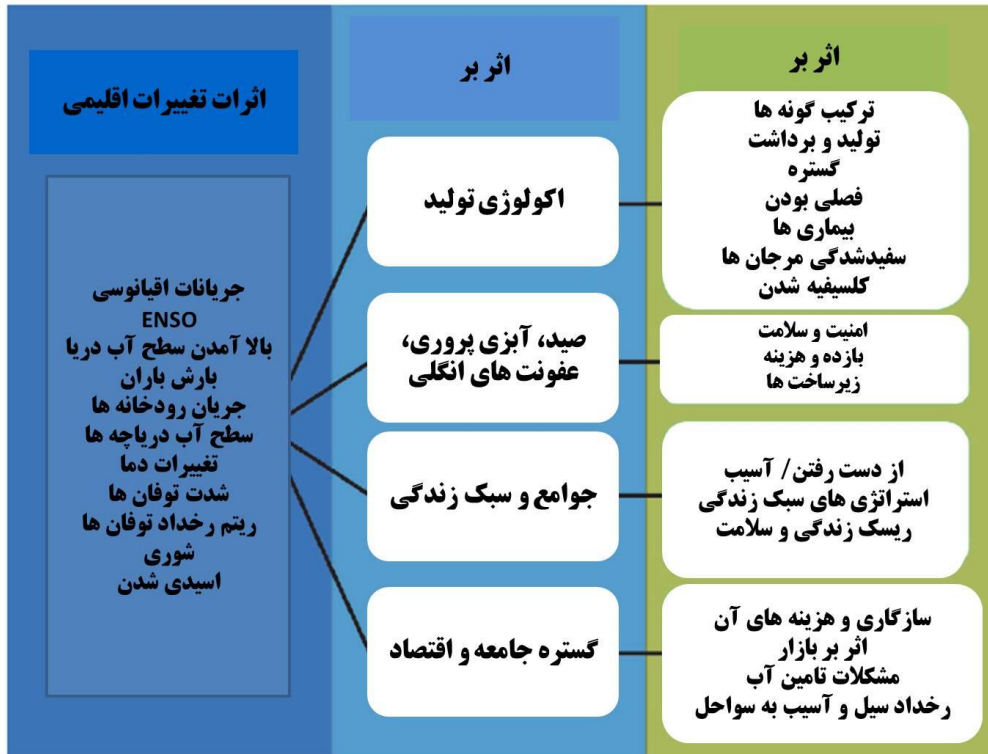 اثرات تغییرات اقلیمی
جریانات اقیانوسی
ENSO
بالا آمدن سطح آب دریا
بارش باران
جریان رودخانه ها
سطح آب دریاچه ها
تغییرات دما
شدت توفان ها
ریتم رخداد توفان ها
شوری
اسیدی شدن
اثر بر
اکولوژی تولید
صید، آبزی پروری،
عفونت های انگلی
جوامع و سبک زندگی
گستره جامعه و اقتصاد
اثر بر
ترکیب گونه ها
تولید و برداشت
گستره
فصلی بودن
بیماری ها
سفیدشدگی مرجان ها
کلسیفیه شدن
امنیت و سلامت
بازده و هزینه
زیرساخت ها
از دست رفتن/ آسیب
استراتژی های سبک زندگی
ریسک زندگی و سلامت
سازگاری و هزینه های آن
اثر بر بازار
مشکلات تامین آب
رخداد سیل و آسیب به سواحل